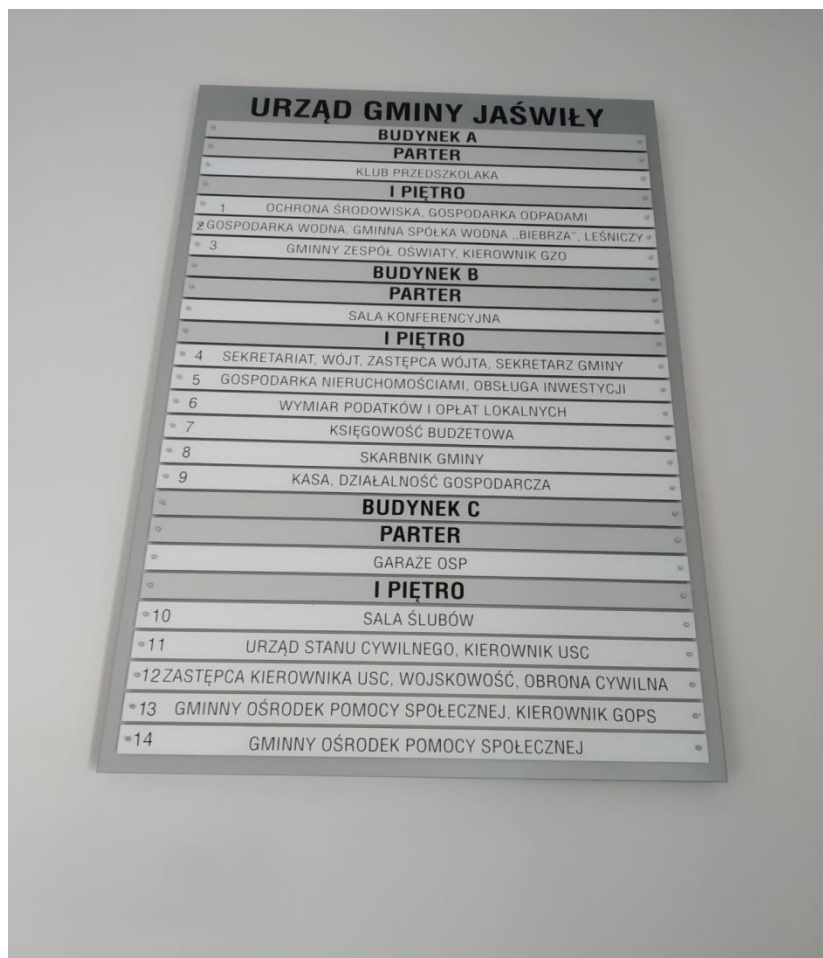 URZĄD GMINY JAŚWIŁY
BUDYNEK A
PARTER
KLUB PRZEDSZKOLAKA
I PIĘTRO
1 OCHRONA ŚRODOWISKA, GOSPODARKA ODPADAMI
2 GOSPODARKA WODNA, GMINNA SPÓŁKA WODNA ,,BIEBRZA", LEŚNICZY
3 GMINNY ZESPÓŁ OŚWIATY, KIEROWNIK GZO
BUDYNEK B
PARTER
SALA KONFERENCYJNA
I PIĘTRO
4 SEKRETARIAT, WÓJT, ZASTĘPCA WÓJTA, SEKRETARZ GMINY
5 GOSPODARKA NIERUCHOMOŚCIAMI, OBSŁUGA INWESTYCJI
6 WYMIAR PODATKÓW I OPŁAT LOKALNYCH
7 KSIĘGOWOŚĆ BUDŻETOWA
8 SKARBNIK GMINY
9 KASA, DZIAŁALNOŚĆ GOSPODARCZA
BUDYNEK C
PARTER
GARAŻE OSP
I PIĘTRO
10 SALA ŚLUBÓW
11 URZĄD STANU CYWILNEGO, KIEROWNIK USC
12 ZASTĘPCA KIEROWNIKA USC, WOJSKOWOŚĆ, OBRONA CYWILNA
13 GMINNY OŚRODEK POMOCY SPOŁECZNEJ, KIEROWNIK GOPS
14 GMINNY OŚRODEK POMOCY SPOŁECZNEJ